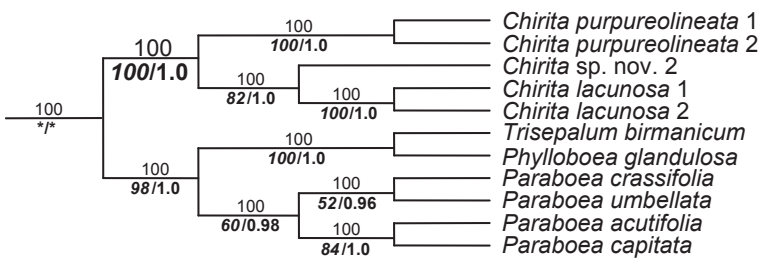 Chirita purpureolineata 1
100
100
100/1.0
Chirita purpureolineata 2
100/1.0
Chirita sp. nov. 2
100
82/1.0
Chirita lacunosa 1
100
100/1.0
Chirita lacunosa 2
100
*/*
Trisepalum birmanicum
100
100/1.0
Phylloboea glandulosa
100
98/1.0
Paraboea crassifolia
100
52/0.96
Paraboea umbellata
100
60/0.98
Paraboea acutifolia
100
84/1.0
Paraboea capitata